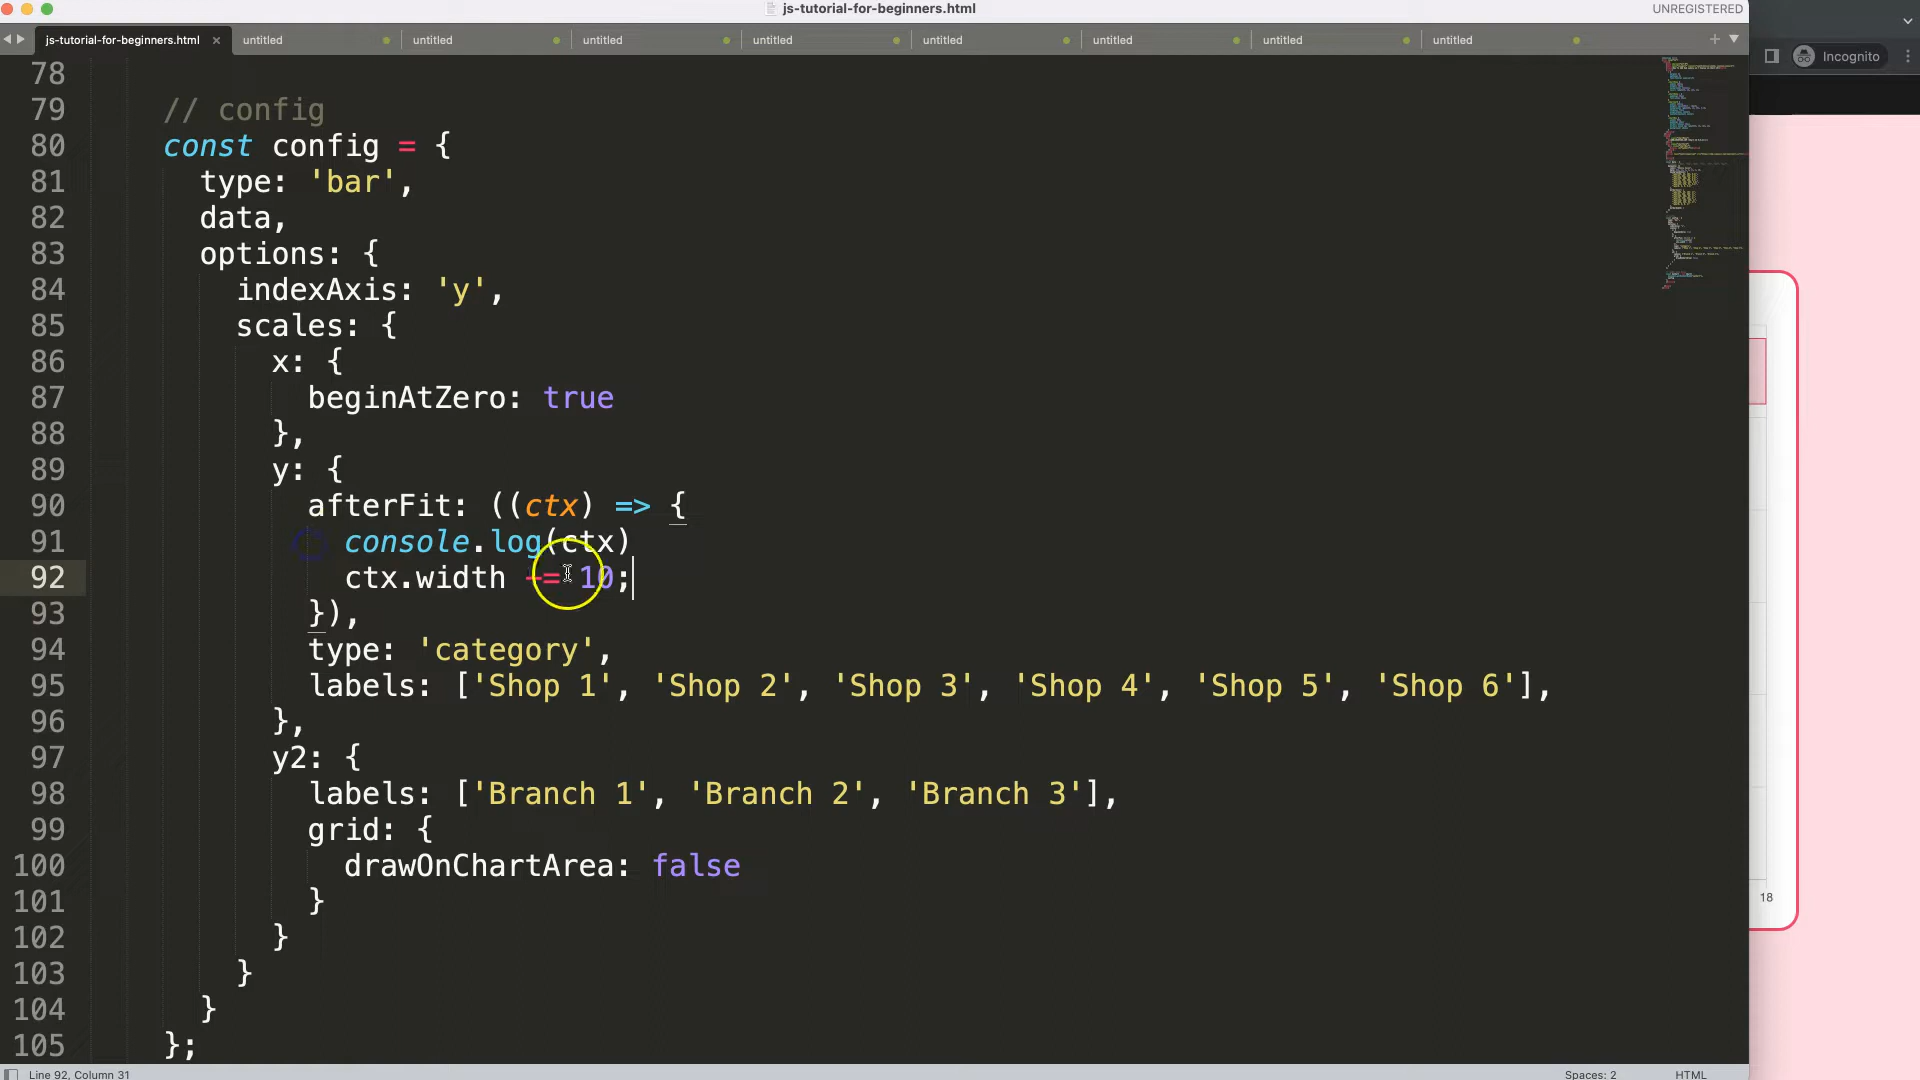 js-tutorial-for-beginners.html
UNREGISTERED
js-tutorial-for-beginners.html × untitled untitled untitled untitled untitled untitled untitled untitled
Incognito
78
79 // config
80 const config = {
81 type: 'bar',
82 data,
83 options: {
84 indexAxis: 'y',
85 scales: {
86 x: {
87 beginAtZero: true
88 },
89 y: {
90 afterFit: ((ctx) => {
91 console.log(ctx)
92 ctx.width += 10;
93 }),
94 type: 'category',
95 labels: ['Shop 1', 'Shop 2', 'Shop 3', 'Shop 4', 'Shop 5', 'Shop 6'],
96 },
97 y2: {
98 labels: ['Branch 1', 'Branch 2', 'Branch 3'],
99 grid: {
100 drawOnChartArea: false
101 }
102 }
103 }
104 }
105 };
18
Line 92, Column 31
Spaces: 2
HTML